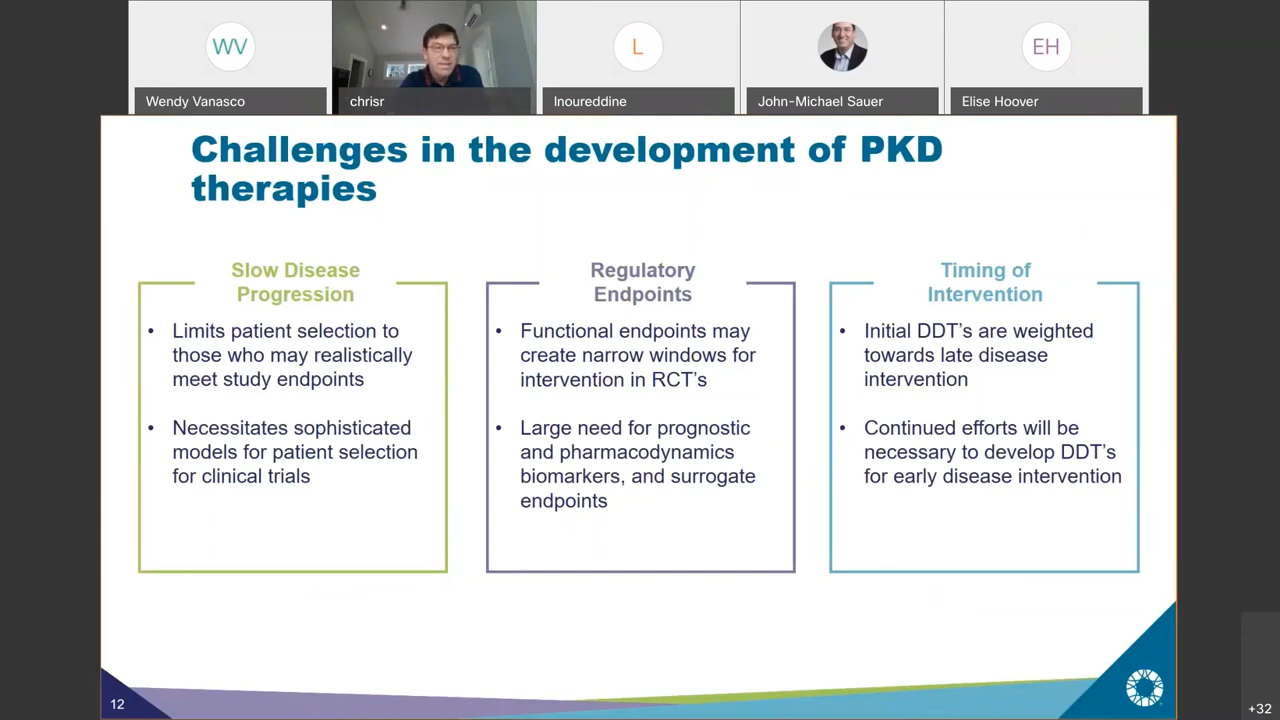 WV
L
EH
Wendy Vanasco
chrisr
lnoureddine
John-Michael Sauer
Elise Hoover
Challenges in the development of PKD
therapies
Slow Disease
Progression
• Limits patient selection to
those who may realistically
meet study endpoints
• Necessitates sophisticated
models for patient selection
for clinical trials
Regulatory
Endpoints
• Functional endpoints may
create narrow windows for
intervention in RCT's
• Large need for prognostic
and pharmacodynamics
biomarkers, and surrogate
endpoints
Timing of
Intervention
• Initial DDT's are weighted
towards late disease
intervention
• Continued efforts will be
necessary to develop DDT's
for early disease intervention
12
+32